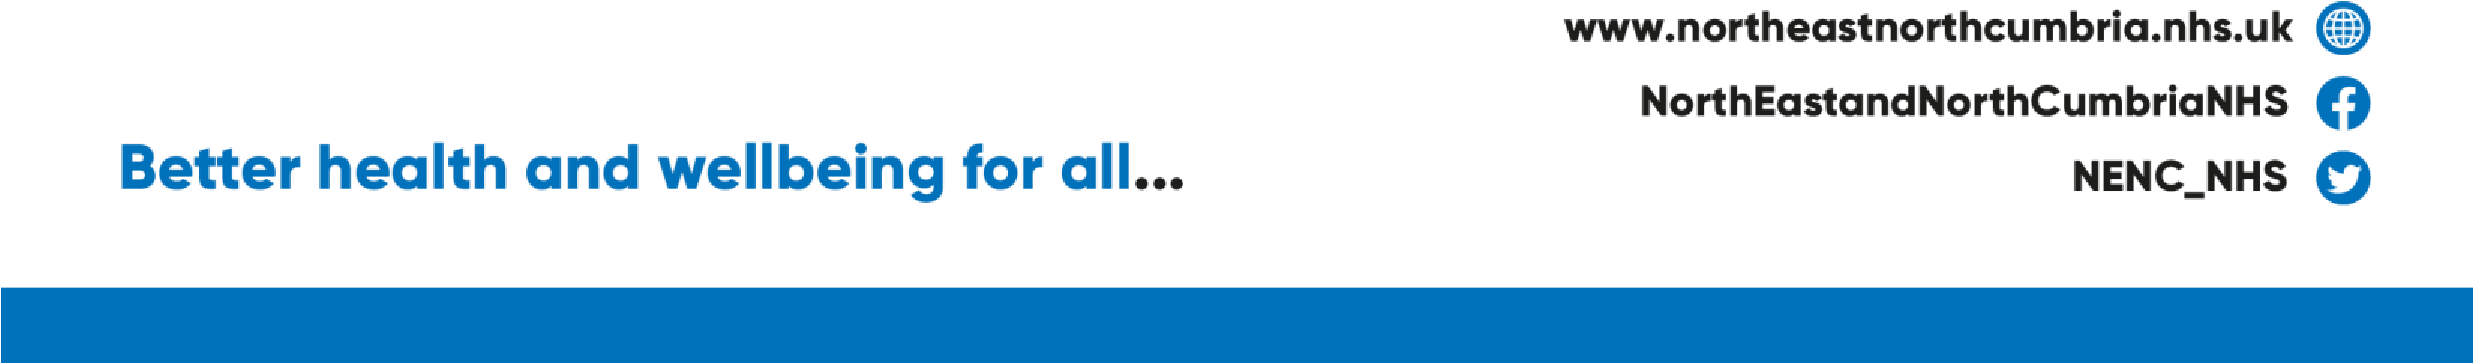 www.northeastnorthcumbria.nhs.uk
NorthEastandNorthCumbriaNHS
Better health and wellbeing for all...
NENC_NHS